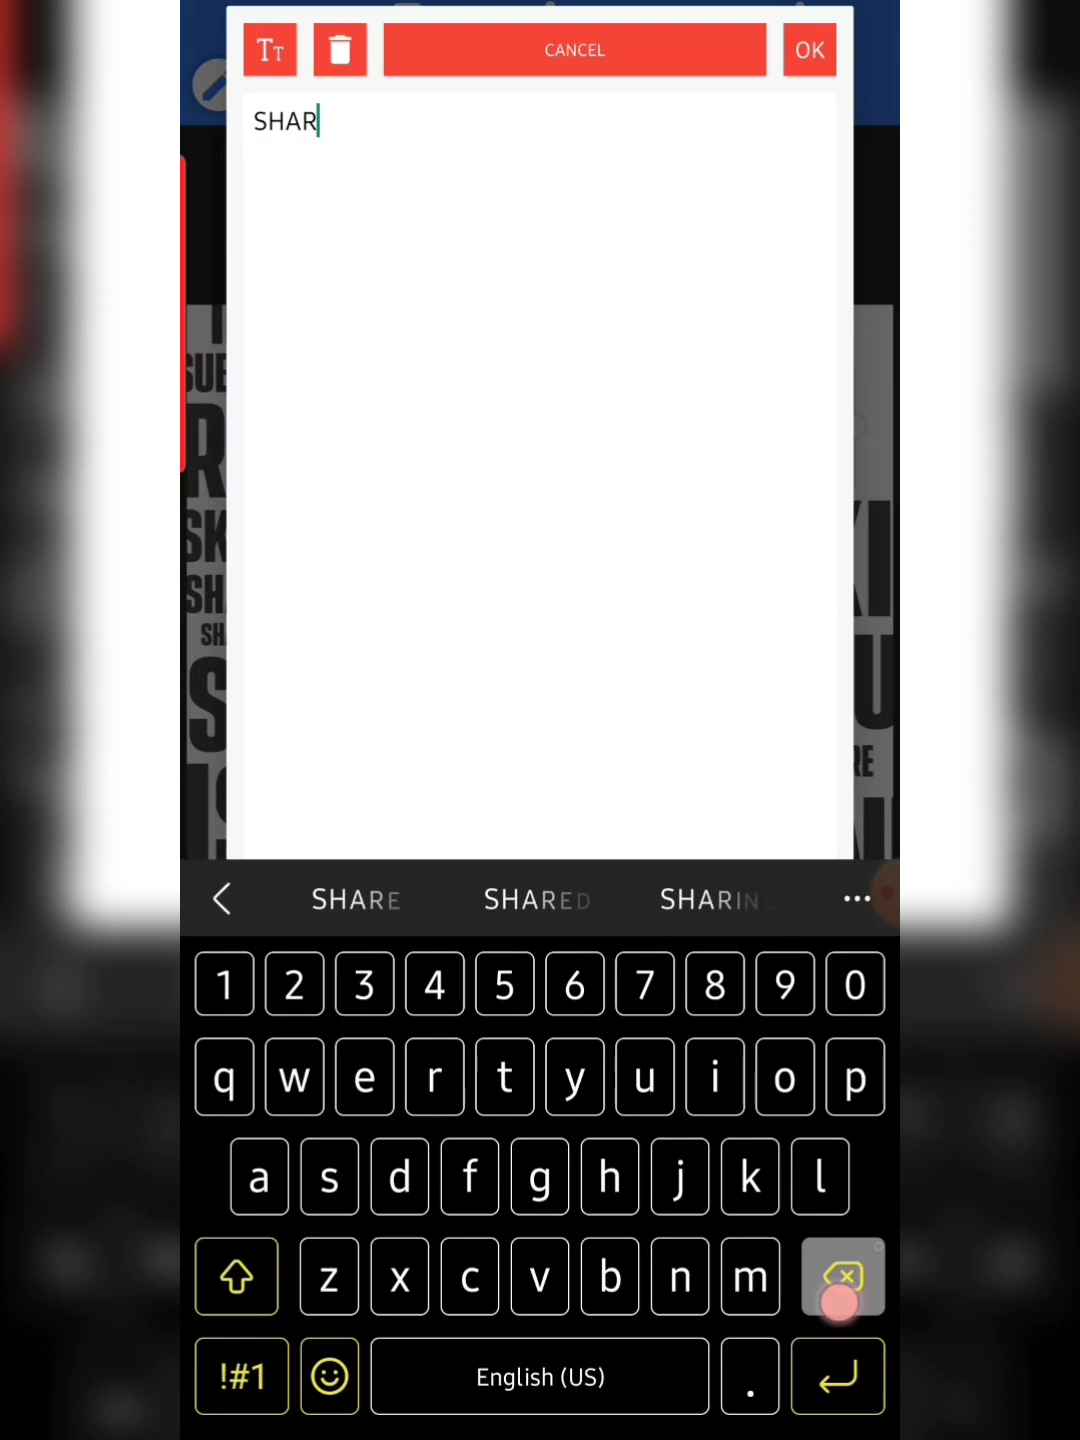 TT
CANCEL
OK
SHAR
SHARE
SHARED
SHARIN
1 2 3 4 5 6 7 8 9 0
q w e r t y u i o p
a s d f g h j k l
z x c v b n m
!#1
English (US)
.